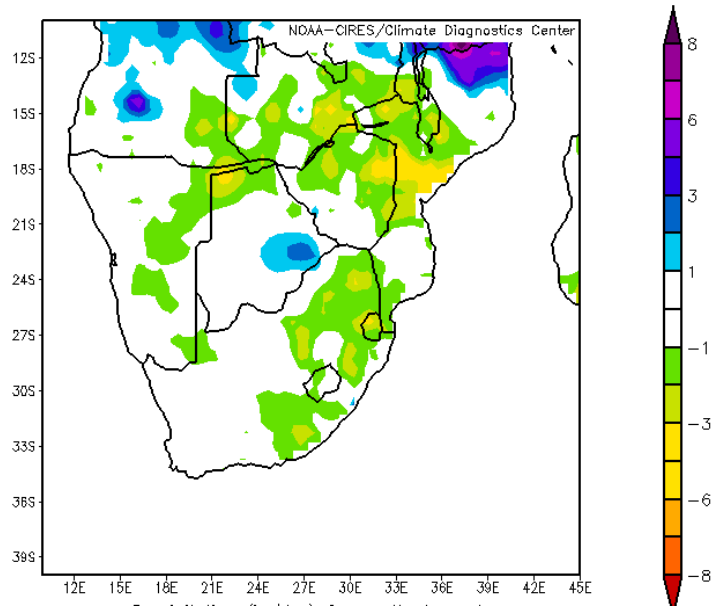 NOAA-CIRES/Climate Diagnostics Center
12S
15S
18S
21S
24S
27S
30S
33S
36S
39S
12E 15E 18E 21E 24E 27E 30E 33E 36E 39E 42E 45E
8
6
3
1
-1
-3
-6
-8